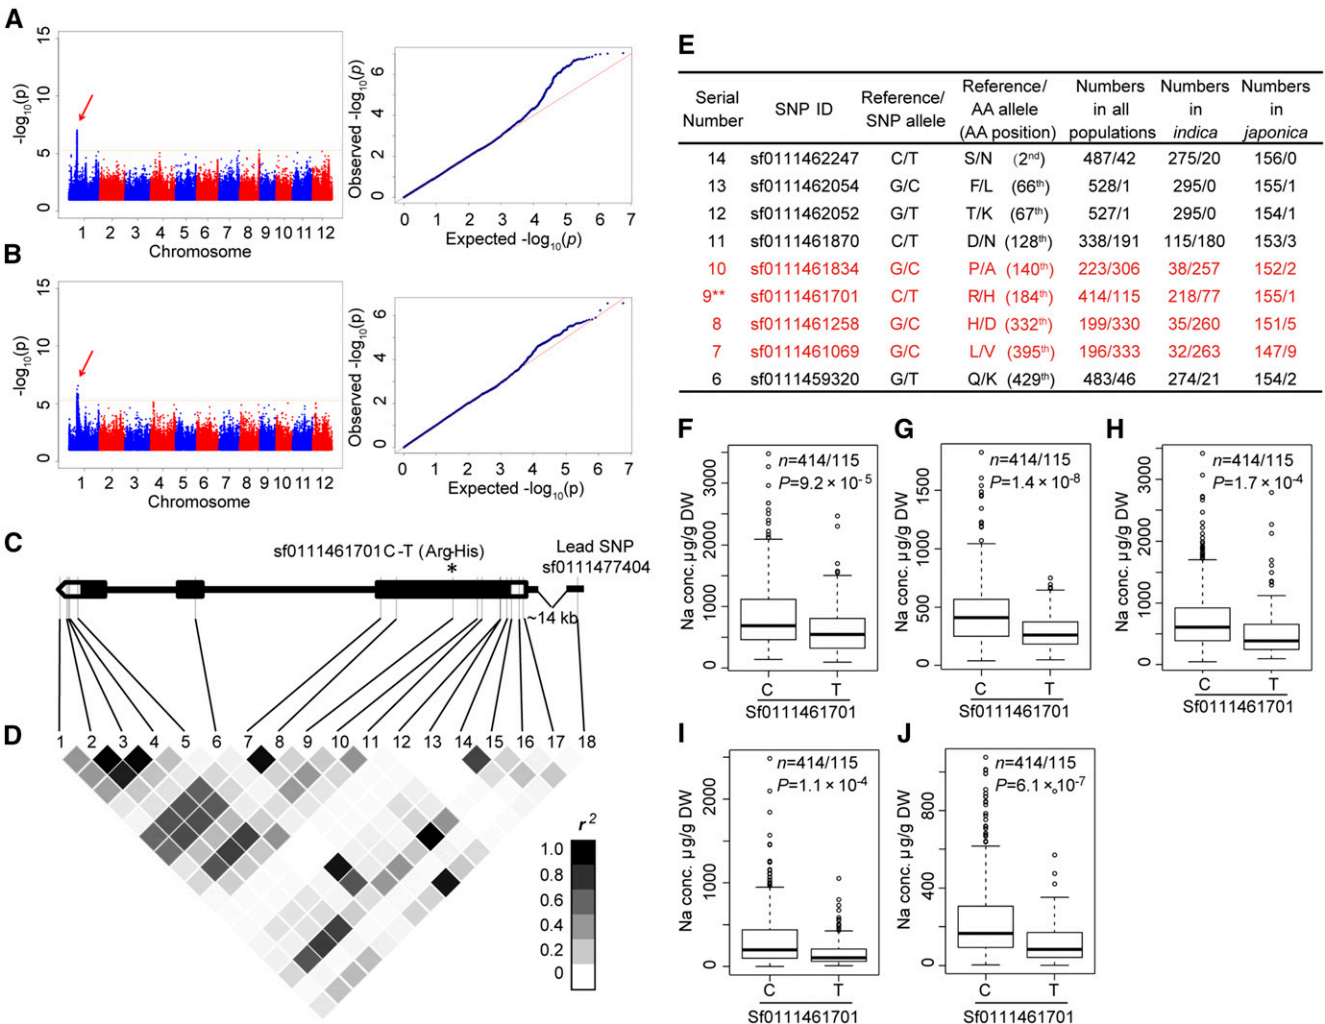 A
15
10
5
0
-log10(p)
1 2 3 4 5 6 7 8 9 10 11 12
Chromosome
Observed -log10(p)
6
4
2
0
0 1 2 3 4 5 6 7
Expected -log10(p)
B
15
10
5
0
-log10(p)
1 2 3 4 5 6 7 8 9 10 11 12
Chromosome
Observed -log10(p)
6
4
2
0
0 1 2 3 4 5 6 7
Expected -log10(p)
C
sf0111461701C-T (Arg-His)
*
Lead SNP
sf0111477404
~14 kb
D
1 2 3 4 5 6 7 8 9 10 11 12 13 14 15 16 17 18
r²
1.0
0.8
0.6
0.4
0.2
0
E
Serial Number SNP ID Reference/ SNP allele Reference/ AA allele (AA position) Numbers in all populations Numbers in indica Numbers in japonica
14 sf0111462247 C/T S/N (2nd) 487/42 275/20 156/0
13 sf0111462054 G/C F/L (66th) 528/1 295/0 155/1
12 sf0111462052 G/T T/K (67th) 527/1 295/0 154/1
11 sf0111461870 C/T D/N (128th) 338/191 115/180 153/3
10 sf0111461834 G/C P/A (140th) 223/306 38/257 152/2
9** sf0111461701 C/T R/H (184th) 414/115 218/77 155/1
8 sf0111461258 G/C H/D (332th) 199/330 35/260 151/5
7 sf0111461069 G/C L/V (395th) 196/333 32/263 147/9
6 sf0111459320 G/T Q/K (429th) 483/46 274/21 154/2
F
n=414/115
P=9.2 × 10-5
Na conc. µg/g DW
3000
2000
1000
0
C T
Sf0111461701
G
n=414/115
P=1.4 × 10-8
Na conc. µg/g DW
1500
1000
500
0
C T
Sf0111461701
H
n=414/115
P=1.7 × 10-4
Na conc. µg/g DW
3000
2000
1000
0
C T
Sf0111461701
I
n=414/115
P=1.1 × 10-4
Na conc. µg/g DW
2000
1000
0
C T
Sf0111461701
J
n=414/115
P=6.1 × 10-7
Na conc. µg/g DW
800
400
0
C T
Sf0111461701